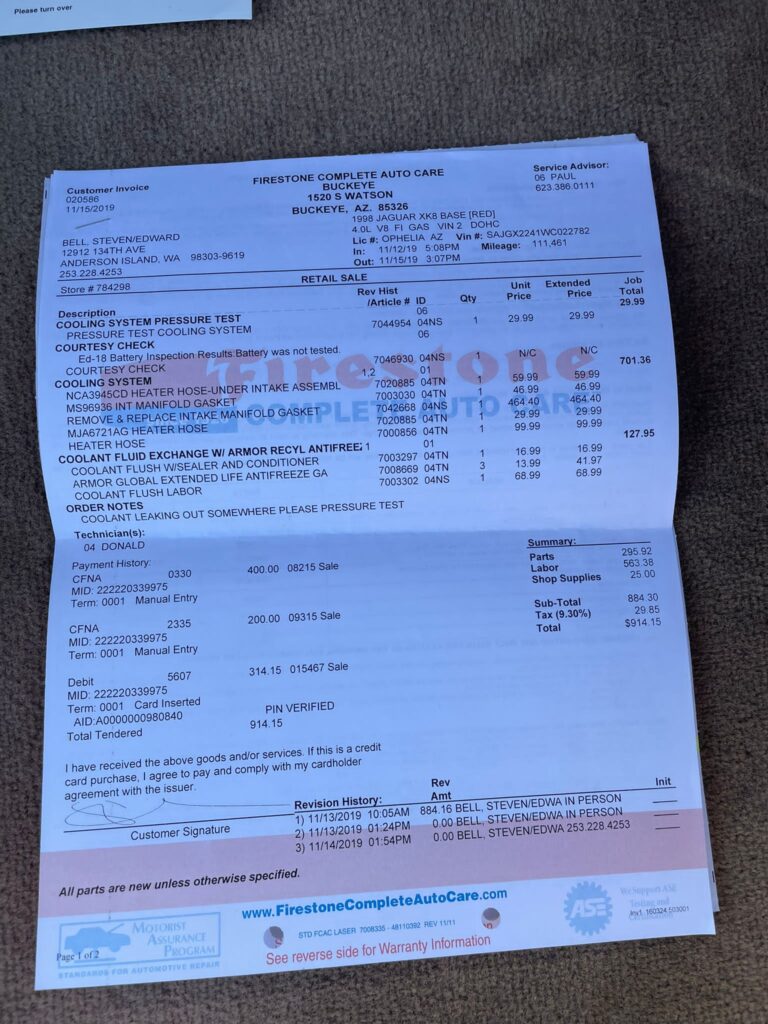 Please turn over
Customer Invoice
020586
11/15/2019
FIRESTONE COMPLETE AUTO CARE
BUCKEYE
1520 S WATSON
BUCKEYE, AZ. 85326
Service Advisor:
06 PAUL
623.386.0111
1998 JAGUAR XK8 BASE [RED]
4.0L V8 FI GAS VIN 2 DOHC
Lic #: OPHELIA AZ Vin #: SAJGX2241WC022782
In: 11/12/19 5:08PM Mileage: 111,461
Out: 11/15/19 3:07PM
BELL, STEVEN/EDWARD
12912 134TH AVE
ANDERSON ISLAND, WA 98303-9619
253.228.4253
Store # 784298
RETAIL SALE
Description Rev Hist /Article # ID Qty Unit Price Extended Price Job Total
COOLING SYSTEM PRESSURE TEST 06 29.99
PRESSURE TEST COOLING SYSTEM 7044954 04NS 1 29.99 29.99
COURTESY CHECK 06
Ed-18 Battery Inspection Results:Battery was not tested.
COURTESY CHECK 7046930 04NS 1 N/C N/C
COOLING SYSTEM 1,2 01 701.36
NCA3945CD HEATER HOSE-UNDER INTAKE ASSEMBL 7020885 04TN 1 59.99 59.99
MS96936 INT MANIFOLD GASKET 7003030 04TN 1 46.99 46.99
REMOVE & REPLACE INTAKE MANIFOLD GASKET 7042668 04NS 1 464.40 464.40
MJA6721AG HEATER HOSE 7020885 04TN 1 29.99 29.99
HEATER HOSE 7000856 04TN 1 99.99 99.99
COOLANT FLUID EXCHANGE W/ ARMOR RECYL ANTIFREEZ 1 01 127.95
COOLANT FLUSH W/SEALER AND CONDITIONER 7003297 04TN 1 16.99 16.99
ARMOR GLOBAL EXTENDED LIFE ANTIFREEZE GA 7008669 04TN 3 13.99 41.97
COOLANT FLUSH LABOR 7003302 04NS 1 68.99 68.99
ORDER NOTES
COOLANT LEAKING OUT SOMEWHERE PLEASE PRESSURE TEST
Firestone
COMPLETE AUTO CARE
Technician(s):
04 DONALD
Payment History:
CFNA 0330 400.00 08215 Sale
MID: 222220339975
Term: 0001 Manual Entry
CFNA 2335 200.00 09315 Sale
MID: 222220339975
Term: 0001 Manual Entry
Debit 5607 314.15 015467 Sale
MID: 222220339975
Term: 0001 Card Inserted
AID:A0000000980840 PIN VERIFIED
Total Tendered 914.15
Summary:
Parts 295.92
Labor 563.38
Shop Supplies 25.00
Sub-Total 884.30
Tax (9.30%) 29.85
Total $914.15
I have received the above goods and/or services. If this is a credit
card purchase, I agree to pay and comply with my cardholder
agreement with the issuer.
Customer Signature
Revision History: Rev Amt Init
1) 11/13/2019 10:05AM 884.16 BELL, STEVEN/EDWA IN PERSON
2) 11/13/2019 01:24PM 0.00 BELL, STEVEN/EDWA IN PERSON
3) 11/14/2019 01:54PM 0.00 BELL, STEVEN/EDWA 253.228.4253
All parts are new unless otherwise specified.
MOTORIST
ASSURANCE
PROGRAM
STANDARDS FOR AUTOMOTIVE REPAIR
Page 1 of 2
www.FirestoneCompleteAutoCare.com
STD FCAC LASER 7008335 - 48110392 REV 11/11
See reverse side for Warranty Information
ASE
We Support ASE
Testing and
Inv1 160324.503001